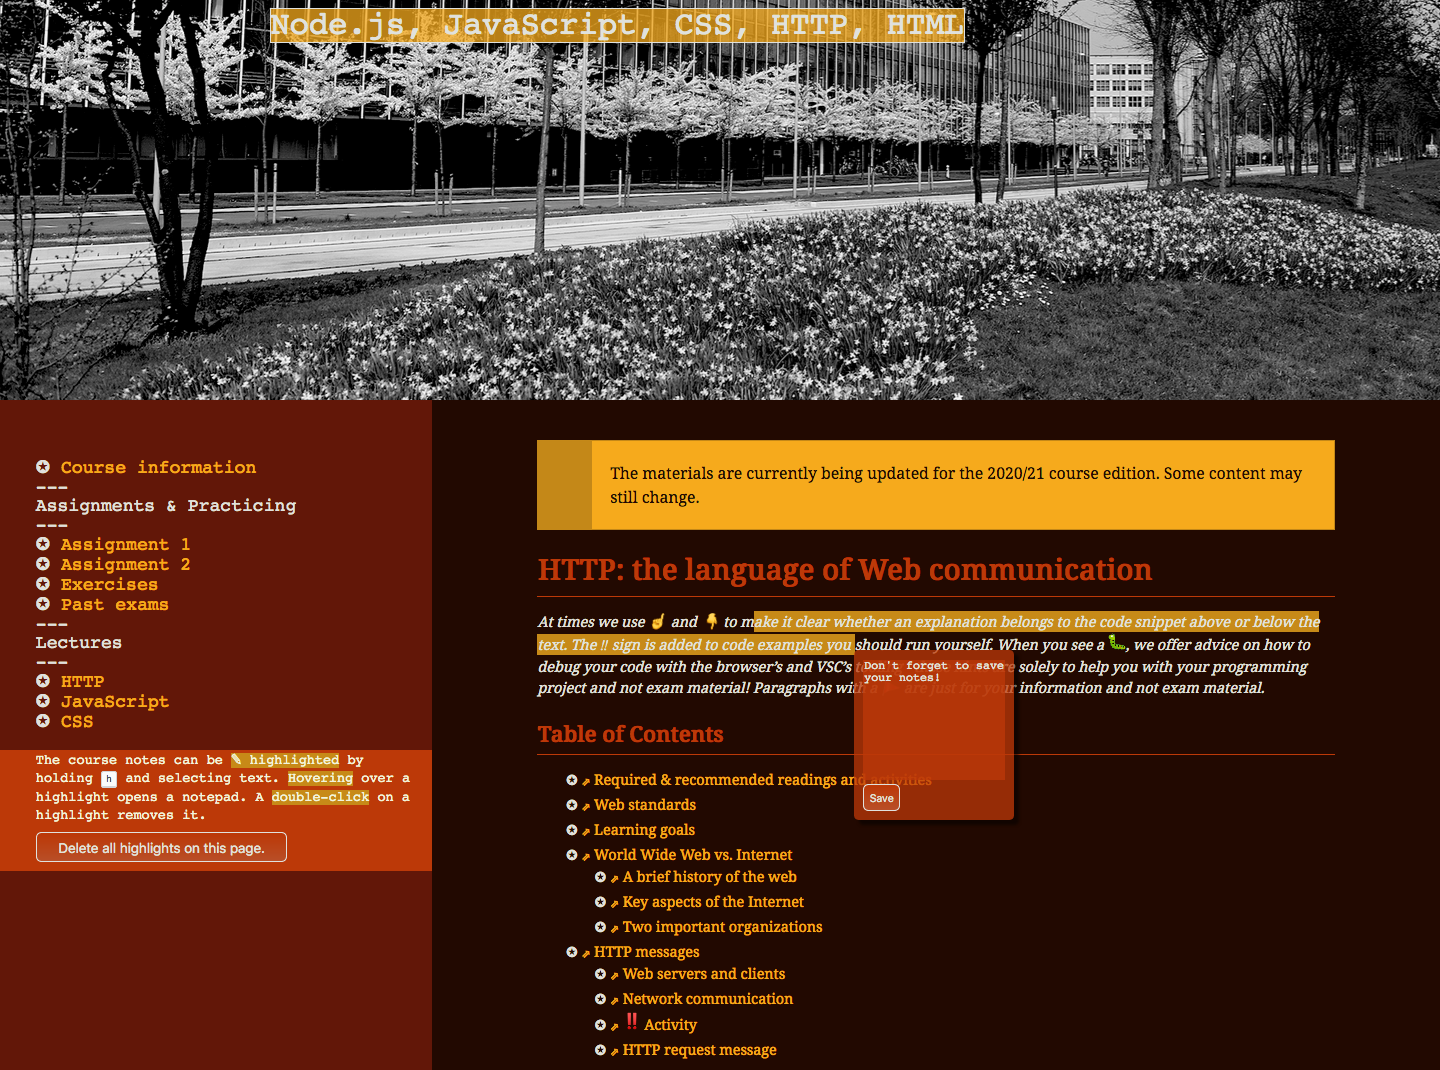 Node.js, JavaScript, CSS, HTTP, HTML
✪ Course information
---
Assignments & Practicing
---
✪ Assignment 1
✪ Assignment 2
✪ Exercises
✪ Past exams
---
Lectures
---
✪ HTTP
✪ JavaScript
✪ CSS
The course notes can be ✎ highlighted by
holding h and selecting text. Hovering over a
highlight opens a notepad. A double-click on a
highlight removes it.
Delete all highlights on this page.
The materials are currently being updated for the 2020/21 course edition. Some content may
still change.
HTTP: the language of Web communication
At times we use ☝ and 👇 to make it clear whether an explanation belongs to the code snippet above or below the
text. The ‼ sign is added to code examples you should run yourself. When you see a 🐛, we offer advice on how to
debug your code with the browser's and VSC's solely to help you with your programming
project and not exam material! Paragraphs with a are just for your information and not exam material.
Don't forget to save
your notes!
Save
Table of Contents
✪ ⇗ Required & recommended readings and activities
✪ ⇗ Web standards
✪ ⇗ Learning goals
✪ ⇗ World Wide Web vs. Internet
✪ ⇗ A brief history of the web
✪ ⇗ Key aspects of the Internet
✪ ⇗ Two important organizations
✪ ⇗ HTTP messages
✪ ⇗ Web servers and clients
✪ ⇗ Network communication
✪ ⇗ ‼ Activity
✪ ⇗ HTTP request message